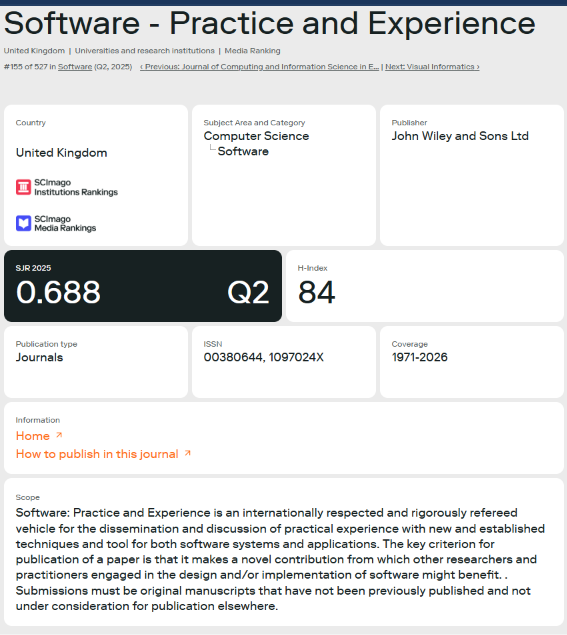 Software - Practice and Experience
United Kingdom | Universities and research institutions | Media Ranking
#155 of 527 in Software (Q2, 2025) ‹ Previous: Journal of Computing and Information Science in E... | Next: Visual Informatics ›
Country
United Kingdom
SCImago
Institutions Rankings
SCImago
Media Rankings
Subject Area and Category
Computer Science
Software
Publisher
John Wiley and Sons Ltd
SJR 2025
0.688 Q2
H-Index
84
Publication type
Journals
ISSN
00380644, 1097024X
Coverage
1971-2026
Information
Home ↗
How to publish in this journal ↗
Scope
Software: Practice and Experience is an internationally respected and rigorously refereed
vehicle for the dissemination and discussion of practical experience with new and established
techniques and tool for both software systems and applications. The key criterion for
publication of a paper is that it makes a novel contribution from which other researchers and
practitioners engaged in the design and/or implementation of software might benefit. .
Submissions must be original manuscripts that have not been previously published and not
under consideration for publication elsewhere.